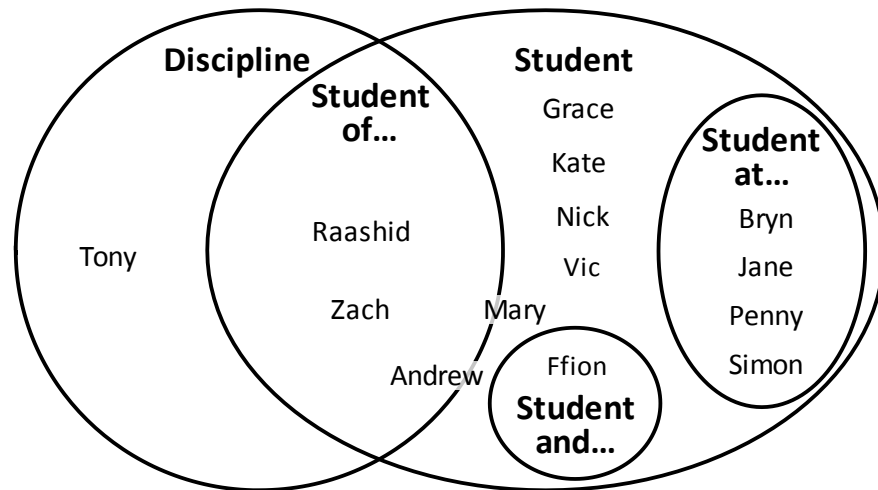 Discipline
Student
Student
of...
Grace
Kate
Nick
Vic
Student
at...
Bryn
Jane
Penny
Simon
Tony
Raashid
Zach
Mary
Andrew
Ffion
Student
and...